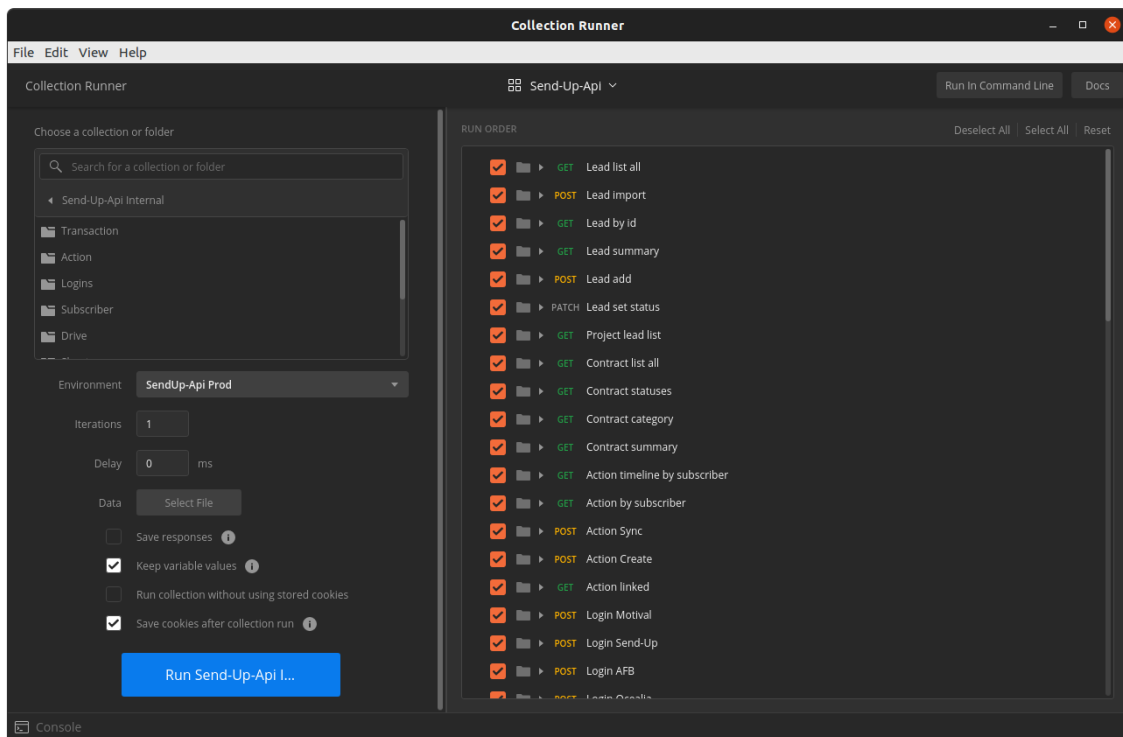 Collection Runner
File Edit View Help
Collection Runner
Send-Up-Api
Run In Command Line
Docs
Choose a collection or folder
Search for a collection or folder
Send-Up-Api Internal
Transaction
Action
Logins
Subscriber
Drive
Environment SendUp-Api Prod
Iterations 1
Delay 0 ms
Data Select File
Save responses
Keep variable values
Run collection without using stored cookies
Save cookies after collection run
Run Send-Up-Api I...
RUN ORDER
Deselect All Select All Reset
GET Lead list all
POST Lead import
GET Lead by id
GET Lead summary
POST Lead add
PATCH Lead set status
GET Project lead list
GET Contract list all
GET Contract statuses
GET Contract category
GET Contract summary
GET Action timeline by subscriber
GET Action by subscriber
POST Action Sync
POST Action Create
GET Action linked
POST Login Motival
POST Login Send-Up
POST Login AFB
POST Login Ocealia
Console